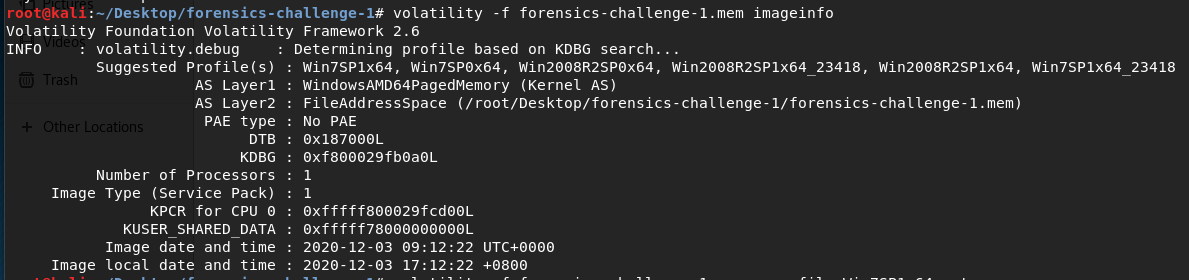 Pictures
root@kali:~/Desktop/forensics-challenge-1# volatility -f forensics-challenge-1.mem imageinfo
Volatility Foundation Volatility Framework 2.6
Videos
INFO    : volatility.debug    : Determining profile based on KDBG search...
Suggested Profile(s) : Win7SP1x64, Win7SP0x64, Win2008R2SP0x64, Win2008R2SP1x64_23418, Win2008R2SP1x64, Win7SP1x64_23418
Trash
AS Layer1 : WindowsAMD64PagedMemory (Kernel AS)
AS Layer2 : FileAddressSpace (/root/Desktop/forensics-challenge-1/forensics-challenge-1.mem)
PAE type : No PAE
+ Other Locations
DTB : 0x187000L
KDBG : 0xf800029fb0a0L
Number of Processors : 1
Image Type (Service Pack) : 1
KPCR for CPU 0 : 0xfffff800029fcd00L
KUSER_SHARED_DATA : 0xfffff78000000000L
Image date and time : 2020-12-03 09:12:22 UTC+0000
Image local date and time : 2020-12-03 17:12:22 +0800